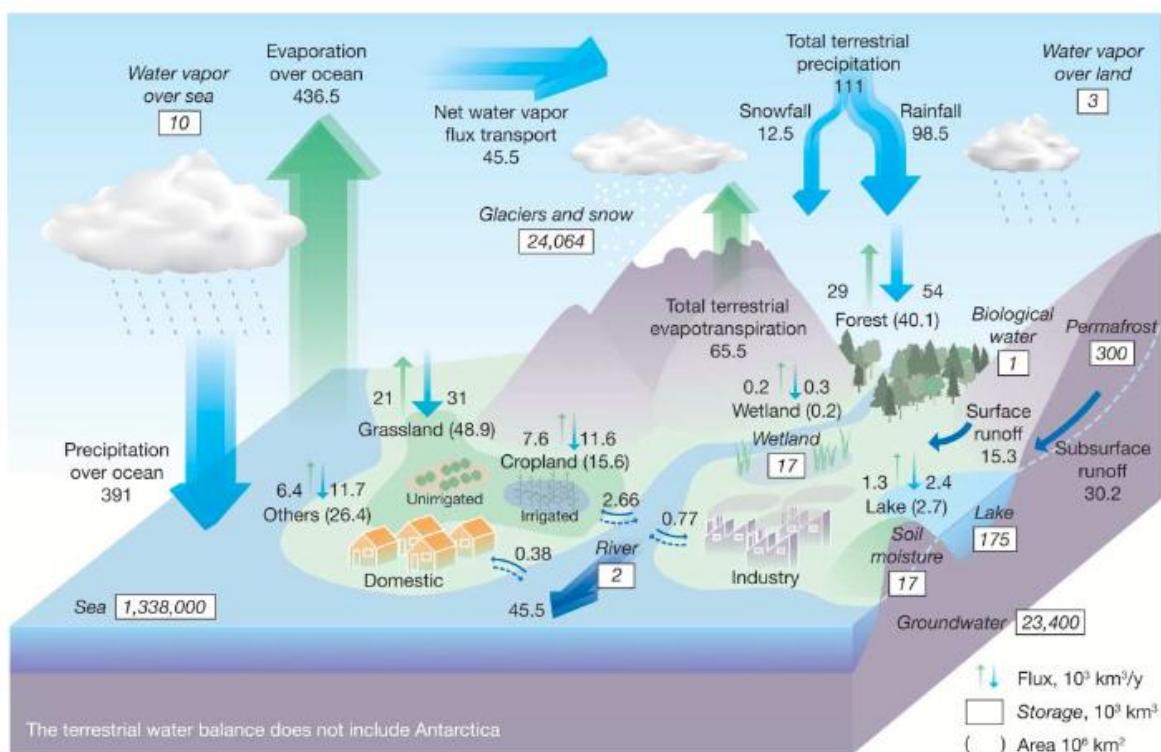 Evaporation
over ocean
436.5
Water vapor
over sea
10
Net water vapor
flux transport
45.5
Total terrestrial
precipitation
111
Snowfall
12.5
Rainfall
98.5
Water vapor
over land
3
Glaciers and snow
24,064
Total terrestrial
evapotranspiration
65.5
29 54
Forest (40.1)
Biological
water
1
Permafrost
300
0.2 0.3
Wetland (0.2)
Wetland
17
Surface
runoff
15.3
Subsurface
runoff
30.2
21 31
Grassland (48.9)
7.6 11.6
Cropland (15.6)
Unirrigated
Irrigated
Precipitation
over ocean
391
6.4 11.7
Others (26.4)
2.66
0.77
1.3 2.4
Lake (2.7)
Lake
175
Soil
moisture
17
Domestic
0.38
River
2
Industry
45.5
Sea 1,338,000
Groundwater 23,400
Flux, 10³ km³/y
Storage, 10³ km³
( ) Area 10⁶ km²
The terrestrial water balance does not include Antarctica